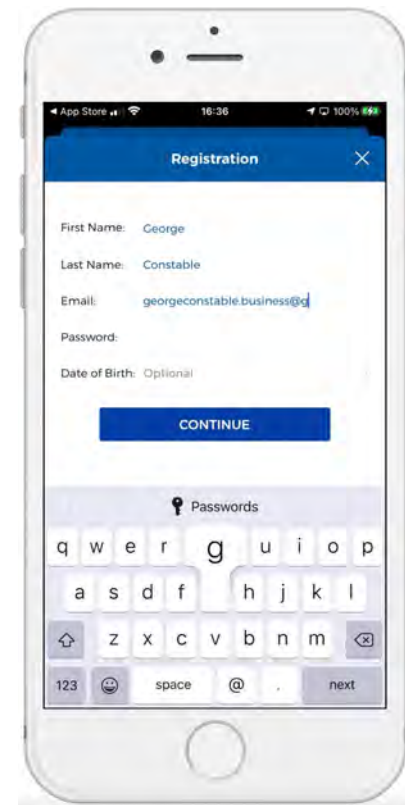 App Store 16:36 100%
Registration
First Name: George
Last Name: Constable
Email: georgeconstable.business@g
Password:
Date of Birth: Optional
CONTINUE
Passwords
q w e r g u i o p
a s d f h j k l
z x c v b n m
123 space @ . next